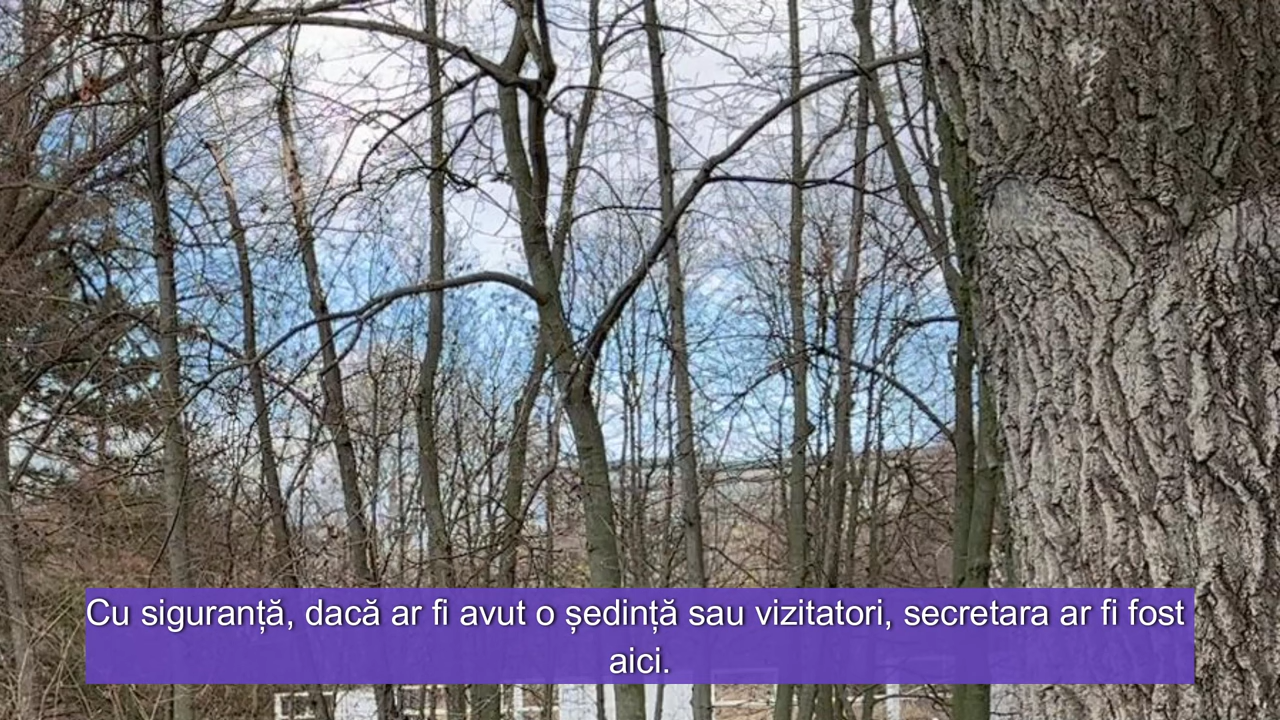 Cu siguranță, dacă ar fi avut o ședință sau vizitatori, secretara ar fi fost
aici.